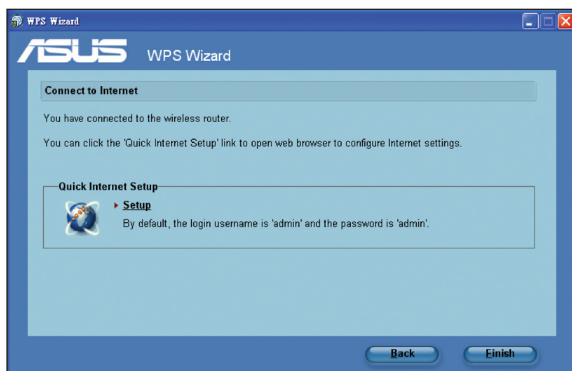 WPS Wizard
ASUS WPS Wizard
Connect to Internet
You have connected to the wireless router.
You can click the 'Quick Internet Setup' link to open web browser to configure Internet settings.
Quick Internet Setup
Setup
By default, the login username is 'admin' and the password is 'admin'.
Back Finish